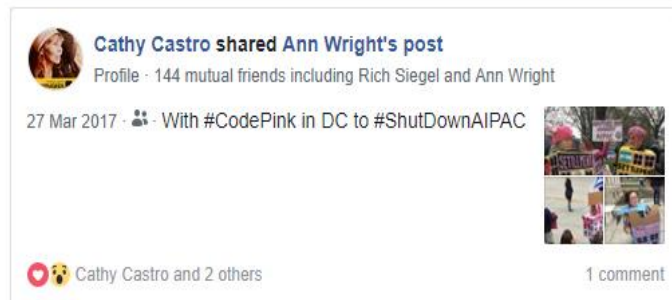 Cathy Castro shared Ann Wright's post
Profile · 144 mutual friends including Rich Siegel and Ann Wright
27 Mar 2017 · · With #CodePink in DC to #ShutDownAIPAC
Cathy Castro and 2 others
1 comment